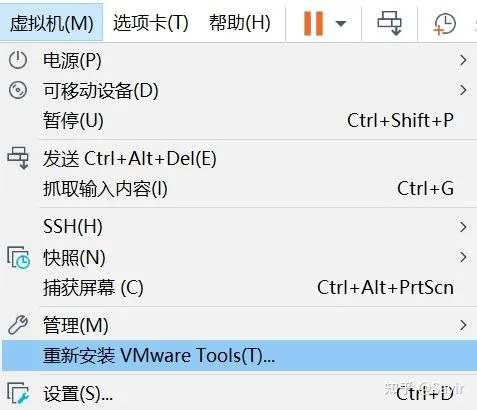 虚拟机(M) 选项卡(T) 帮助(H)
电源(P)
可移动设备(D)
暂停(U) Ctrl+Shift+P
发送 Ctrl+Alt+Del(E)
抓取输入内容(I) Ctrl+G
SSH(H)
快照(N)
捕获屏幕 (C) Ctrl+Alt+PrtScn
管理(M)
重新安装 VMware Tools(T)...
设置(S)... Ctrl+D